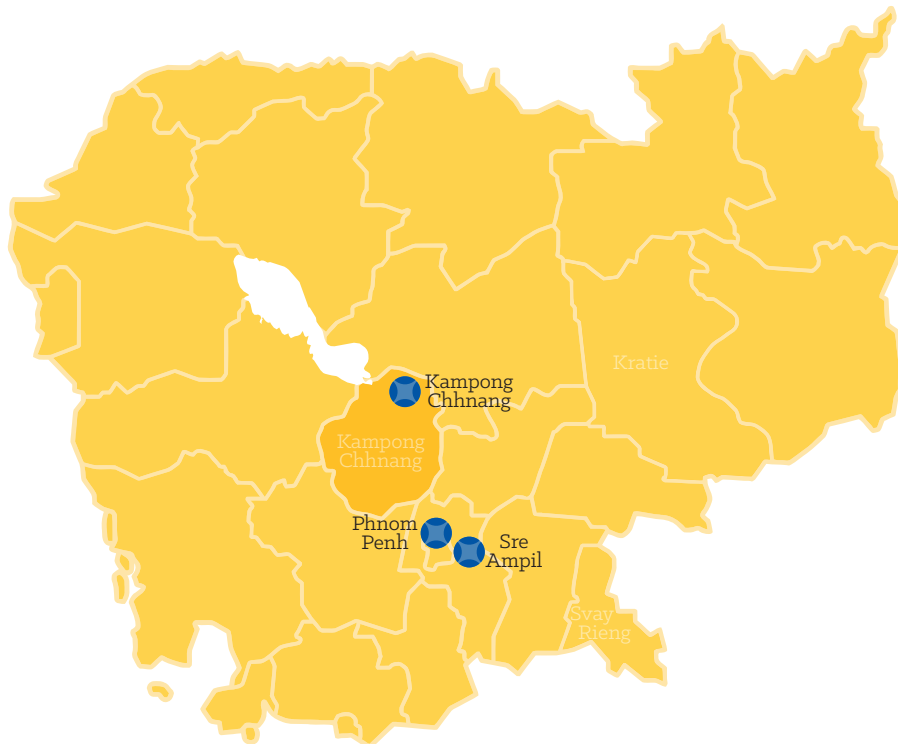 Kratie
Kampong
Chhnang
Kampong
Chhnang
Phnom
Penh
Sre
Ampil
Svay
Rieng